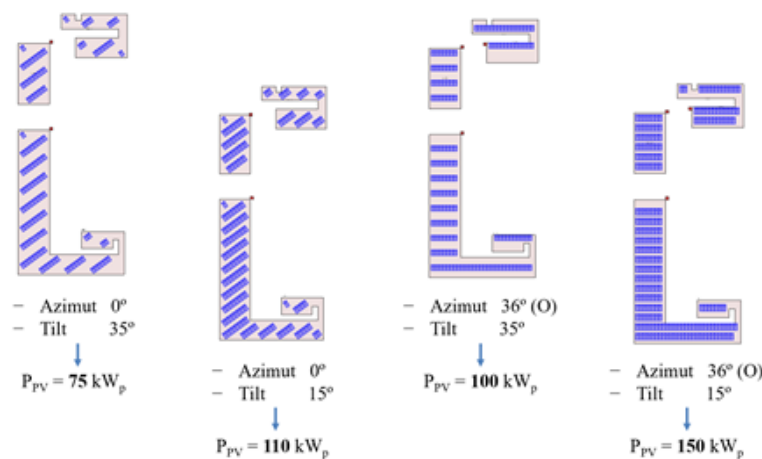 – Azimut 0º
– Tilt 35º
P_PV = 75 kW_p
– Azimut 0º
– Tilt 15º
P_PV = 110 kW_p
– Azimut 36º (O)
– Tilt 35º
P_PV = 100 kW_p
– Azimut 36º (O)
– Tilt 15º
P_PV = 150 kW_p